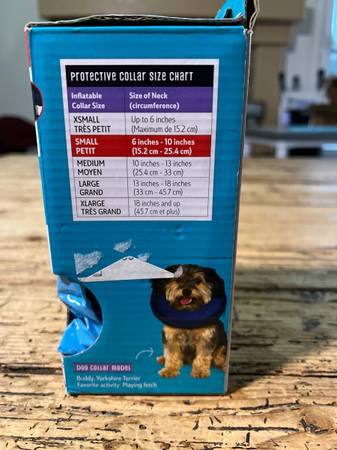 PROTECTIVE COLLAR SIZE CHART
Inflatable Collar Size
Size of Neck (circumference)
XSMALL TRÈS PETIT
Up to 6 inches (Maximum de 15.2 cm)
SMALL PETIT
6 inches - 10 inches (15.2 cm - 25.4 cm)
MEDIUM MOYEN
10 inches - 13 inches (25.4 cm - 33 cm)
LARGE GRAND
13 inches - 18 inches (33 cm - 45.7 cm)
XLARGE TRÈS GRAND
18 inches and up (45.7 cm et plus)
DOG COLLAR MODEL
Buddy, Yorkshire Terrier
Favorite activity: Playing fetch